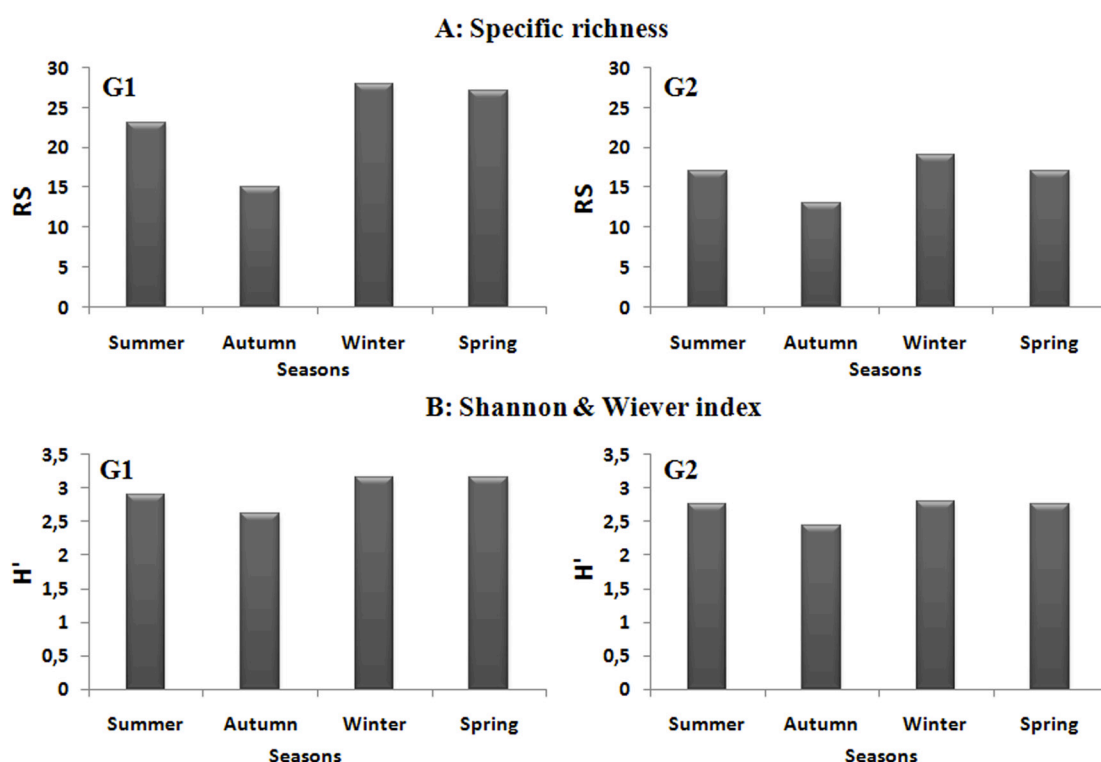 A: Specific richness
G1
30
25
20
15
10
5
0
RS
Summer Autumn Winter Spring
Seasons
G2
30
25
20
15
10
5
0
RS
Summer Autumn Winter Spring
Seasons
B: Shannon & Wiever index
G1
3,5
3
2,5
2
1,5
1
0,5
0
H'
Summer Autumn Winter Spring
Seasons
G2
3,5
3
2,5
2
1,5
1
0,5
0
H'
Summer Autumn Winter Spring
Seasons